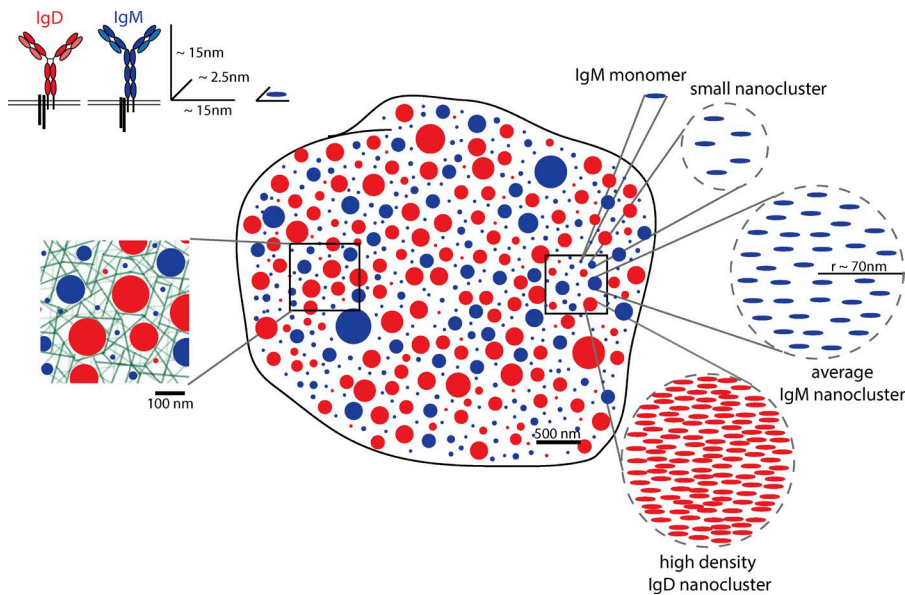 IgD
IgM
~ 15nm
~ 2.5nm
~ 15nm
IgM monomer
small nanocluster
r ~ 70nm
average
IgM nanocluster
100 nm
500 nm
high density
IgD nanocluster